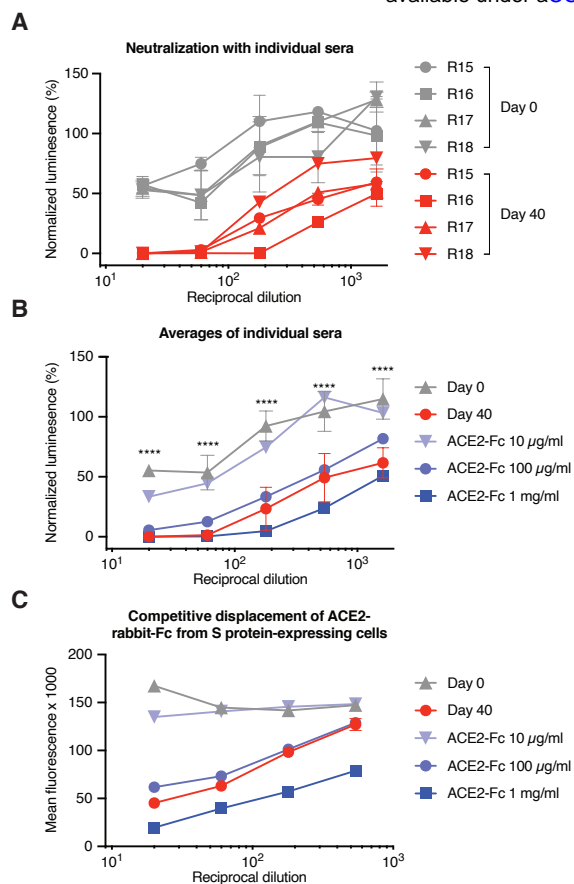 available under aCC
A
Neutralization with individual sera
Normalized luminesence (%)
150
100
50
0
10¹
10²
10³
Reciprocal dilution
R15
R16
R17
R18
Day 0
R15
R16
R17
R18
Day 40
B
Averages of individual sera
Normalized luminesence (%)
150
100
50
0
****
****
****
****
****
10¹
10²
10³
Reciprocal dilution
Day 0
Day 40
ACE2-Fc 10 µg/ml
ACE2-Fc 100 µg/ml
ACE2-Fc 1 mg/ml
C
Competitive displacement of ACE2-
rabbit-Fc from S protein-expressing cells
Mean fluorescence x 1000
200
150
100
50
0
10¹
10²
10³
Reciprocal dilution
Day 0
Day 40
ACE2-Fc 10 µg/ml
ACE2-Fc 100 µg/ml
ACE2-Fc 1 mg/ml